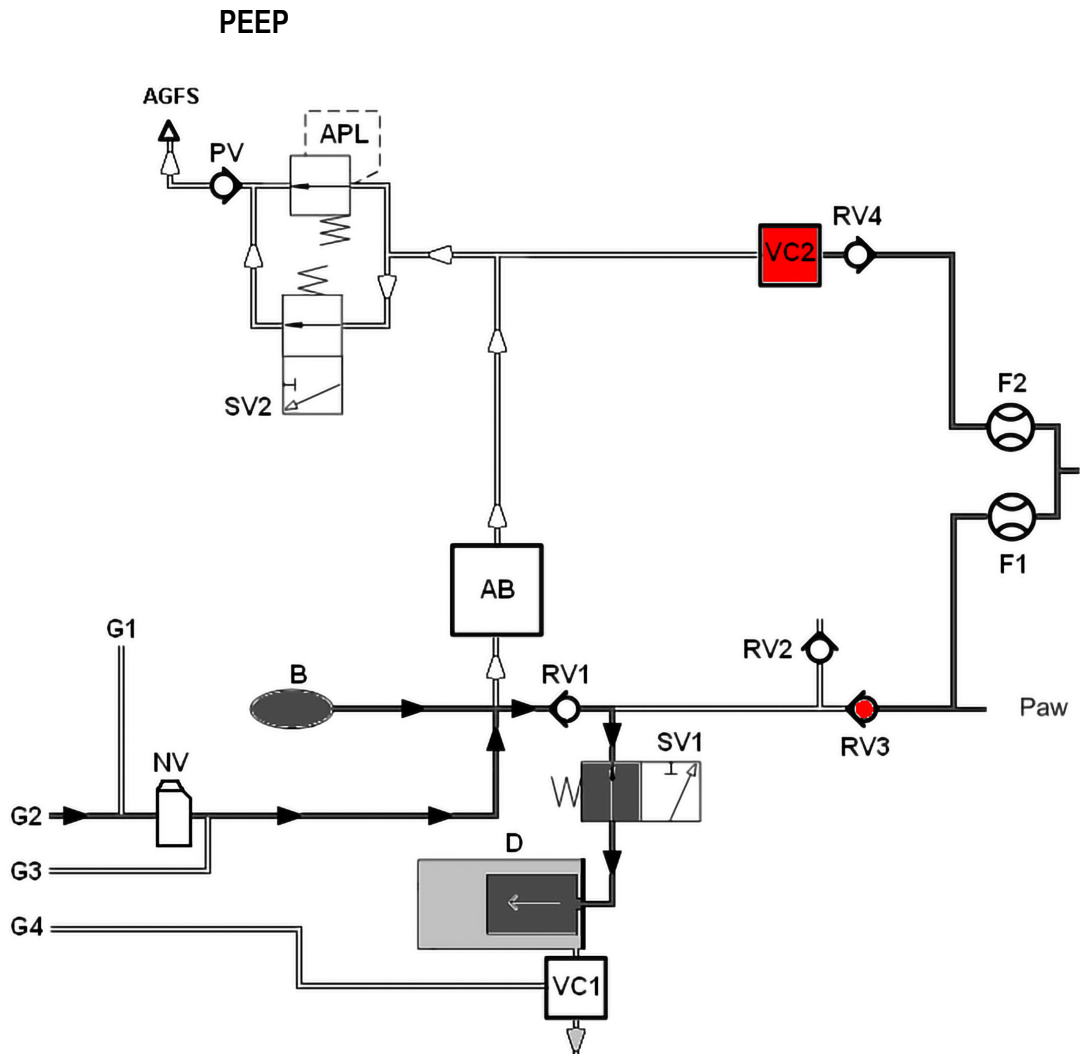 PEEP
AGFS
APL
PV
RV4
VC2
F2
SV2
F1
AB
G1
RV2
B
RV1
Paw
SV1
RV3
NV
G2
D
G3
G4
VC1